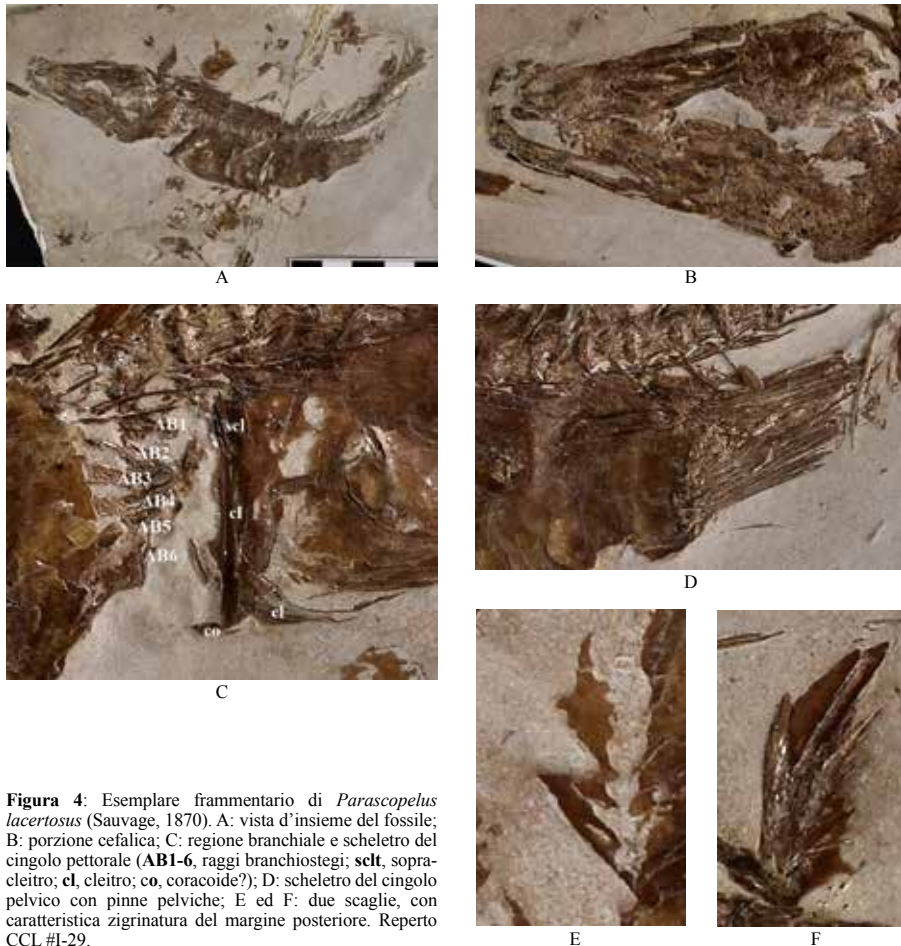 A
B
AB1
AB2
AB3
AB4
AB5
AB6
scl
cl
cl
co
C
D
E
F
Figura 4: Esemplare frammentario di Parascopelus
lacertosus (Sauvage, 1870). A: vista d'insieme del fossile;
B: porzione cefalica; C: regione branchiale e scheletro del
cingolo pettorale (AB1-6, raggi branchiostegi; sclt, sopra-
cleitro; cl, cleitro; co, coracoide?); D: scheletro del cingolo
pelvico con pinne pelviche; E ed F: due scaglie, con
caratteristica zigrinatura del margine posteriore. Reperto
CCL #I-29.